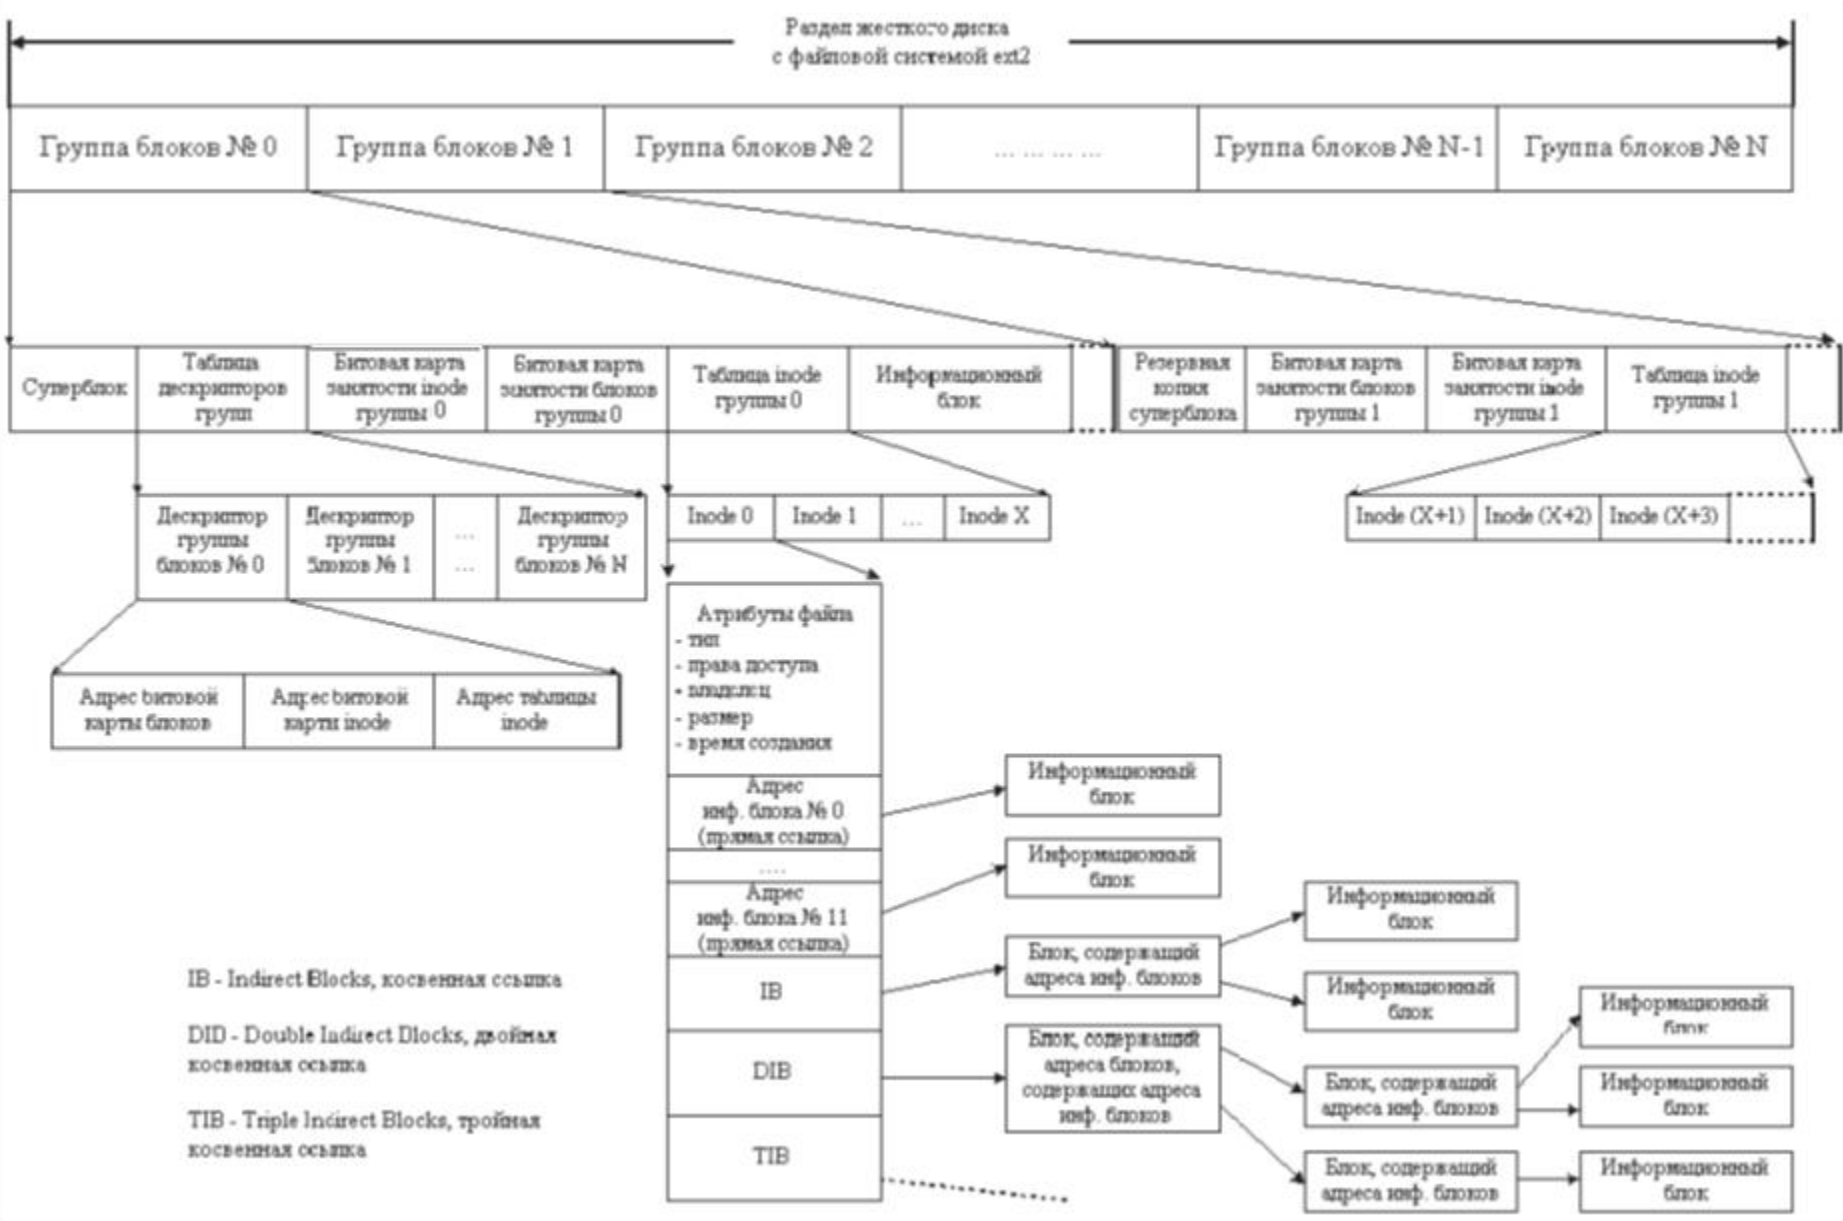 Раздел жесткого диска
с файловой системой ext2
Группа блоков № 0
Группа блоков № 1
Группа блоков № 2
... ... ... ...
Группа блоков № N-1
Группа блоков № N
Суперблок
Таблица
дескрипторов
групп
Битовая карта
занятости inode
группы 0
Битовая карта
занятости блоков
группы 0
Таблица inode
группы 0
Информационный
блок
Резервная
копия
суперблока
Битовая карта
занятости блоков
группы 1
Битовая карта
занятости inode
группы 1
Таблица inode
группы 1
Дескриптор
группы
блоков № 0
Дескриптор
группы
блоков № 1
...
...
Дескриптор
группы
блоков № N
Inode 0
Inode 1
...
Inode X
Inode (X+1)
Inode (X+2)
Inode (X+3)
Адрес битовой
карты блоков
Адрес битовой
карти inode
Адрес таблицы
inode
Атрибуты файла
- тип
- права доступа
- владелец
- размер
- время создания
Адрес
инф. блока № 0
(прямая ссылка)
....
Адрес
инф. блока № 11
(прямая ссылка)
IB
DIB
TIB
Информационный
блок
Информационный
блок
Блок, содержащий
адреса инф. блоков
Информационный
блок
Информационный
блок
Блок, содержащий
адреса блоков,
содержащих адреса
инф. блоков
Блок, содержащий
адреса инф. блоков
Блок, содержащий
адреса инф. блоков
Информационный
блок
Информационный
блок
Информационный
блок
IB - Indirect Blocks, косвенная ссылка
DIB - Double Indirect Blocks, двойная
косвенная ссылка
TIB - Triple Indirect Blocks, тройная
косвенная ссылка